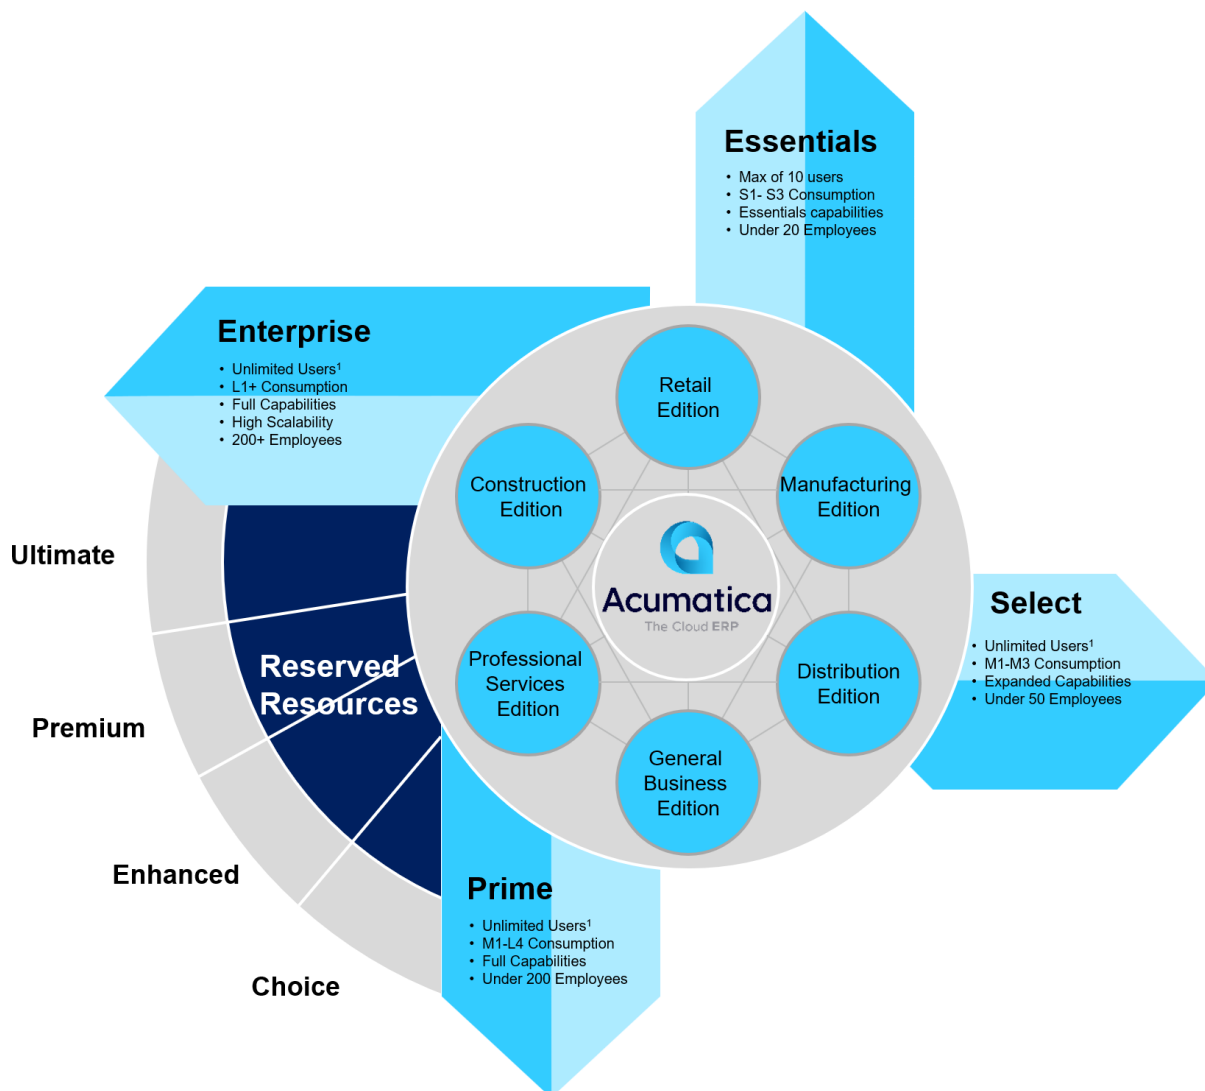 Essentials
• Max of 10 users
• S1- S3 Consumption
• Essentials capabilities
• Under 20 Employees
Enterprise
• Unlimited Users¹
• L1+ Consumption
• Full Capabilities
• High Scalability
• 200+ Employees
Retail
Edition
Construction
Edition
Manufacturing
Edition
Acumatica
The Cloud ERP
Professional
Services
Edition
Distribution
Edition
General
Business
Edition
Select
• Unlimited Users¹
• M1-M3 Consumption
• Expanded Capabilities
• Under 50 Employees
Reserved
Resources
Ultimate
Premium
Enhanced
Choice
Prime
• Unlimited Users¹
• M1-L4 Consumption
• Full Capabilities
• Under 200 Employees